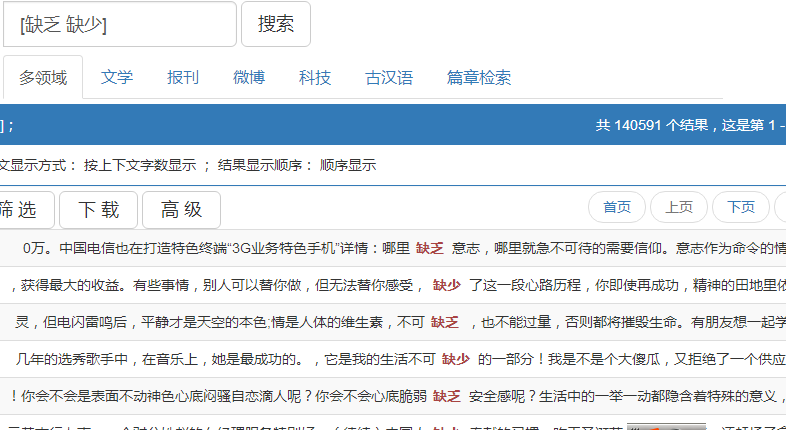 [缺乏 缺少]
搜索
多领域 文学 报刊 微博 科技 古汉语 篇章检索
]； 共 140591 个结果，这是第 1 -
文显示方式： 按上下文字数显示 ； 结果显示顺序： 顺序显示
筛 选 下 载 高 级 首页 上页 下页
0万。中国电信也在打造特色终端“3G业务特色手机”详情：哪里 缺乏 意志，哪里就急不可待的需要信仰。意志作为命令的情
，获得最大的收益。有些事情，别人可以替你做，但无法替你感受， 缺少 了这一段心路历程，你即使再成功，精神的田地里依
灵，但电闪雷鸣后，平静才是天空的本色;情是人体的维生素，不可 缺乏 ，也不能过量，否则都将摧毁生命。有朋友想一起学
几年的选秀歌手中，在音乐上，她是最成功的。，它是我的生活不可 缺少 的一部分！我是不是个大傻瓜，又拒绝了一个供应
！你会不会是表面不动神色心底闷骚自恋滴人呢？你会不会心底脆弱 缺乏 安全感呢？生活中的一举一动都隐含着特殊的意义，
缺少